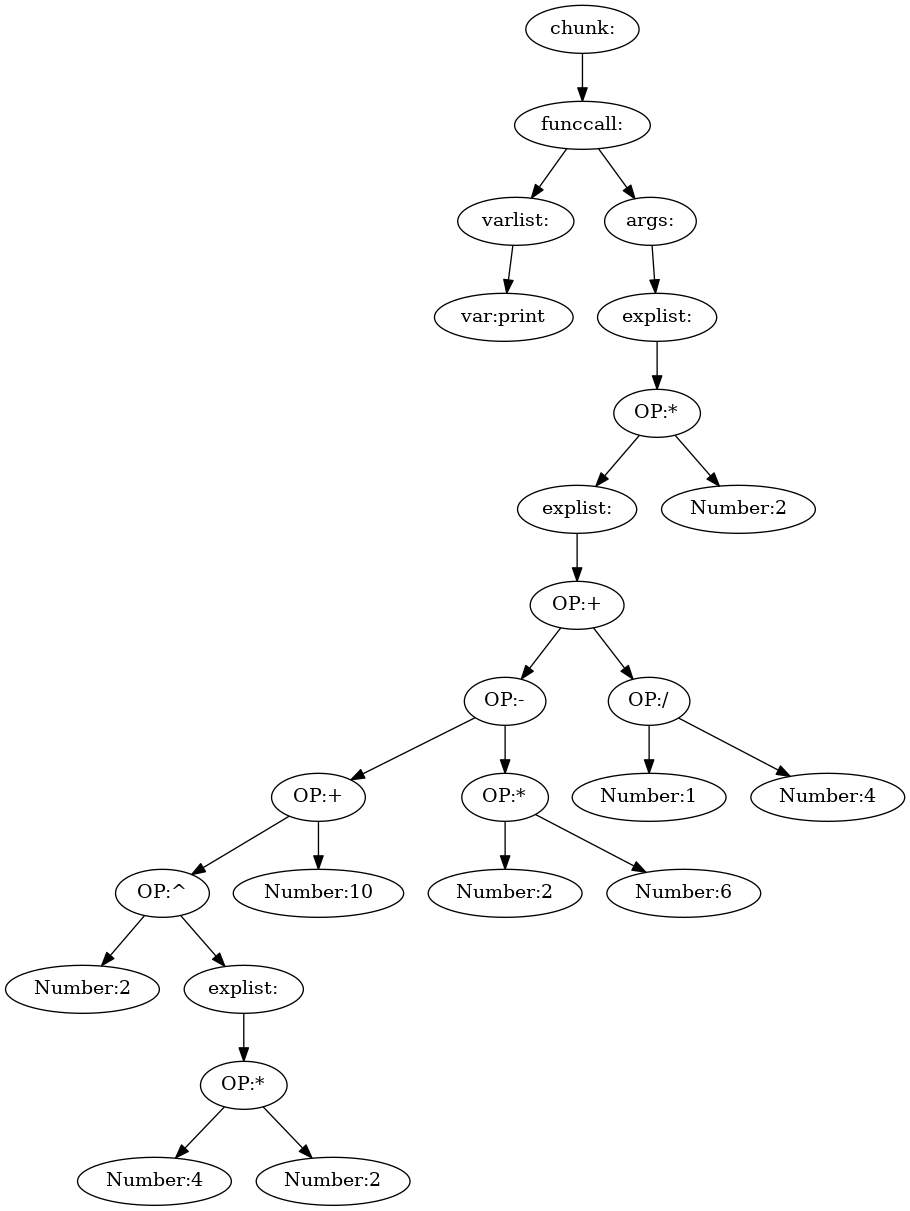 chunk:
funccall:
varlist:
args:
var:print
explist:
OP:*
explist:
Number:2
OP:+
OP:-
OP:/
OP:+
OP:*
Number:1
Number:4
OP:^
Number:10
Number:2
Number:6
Number:2
explist:
OP:*
Number:4
Number:2